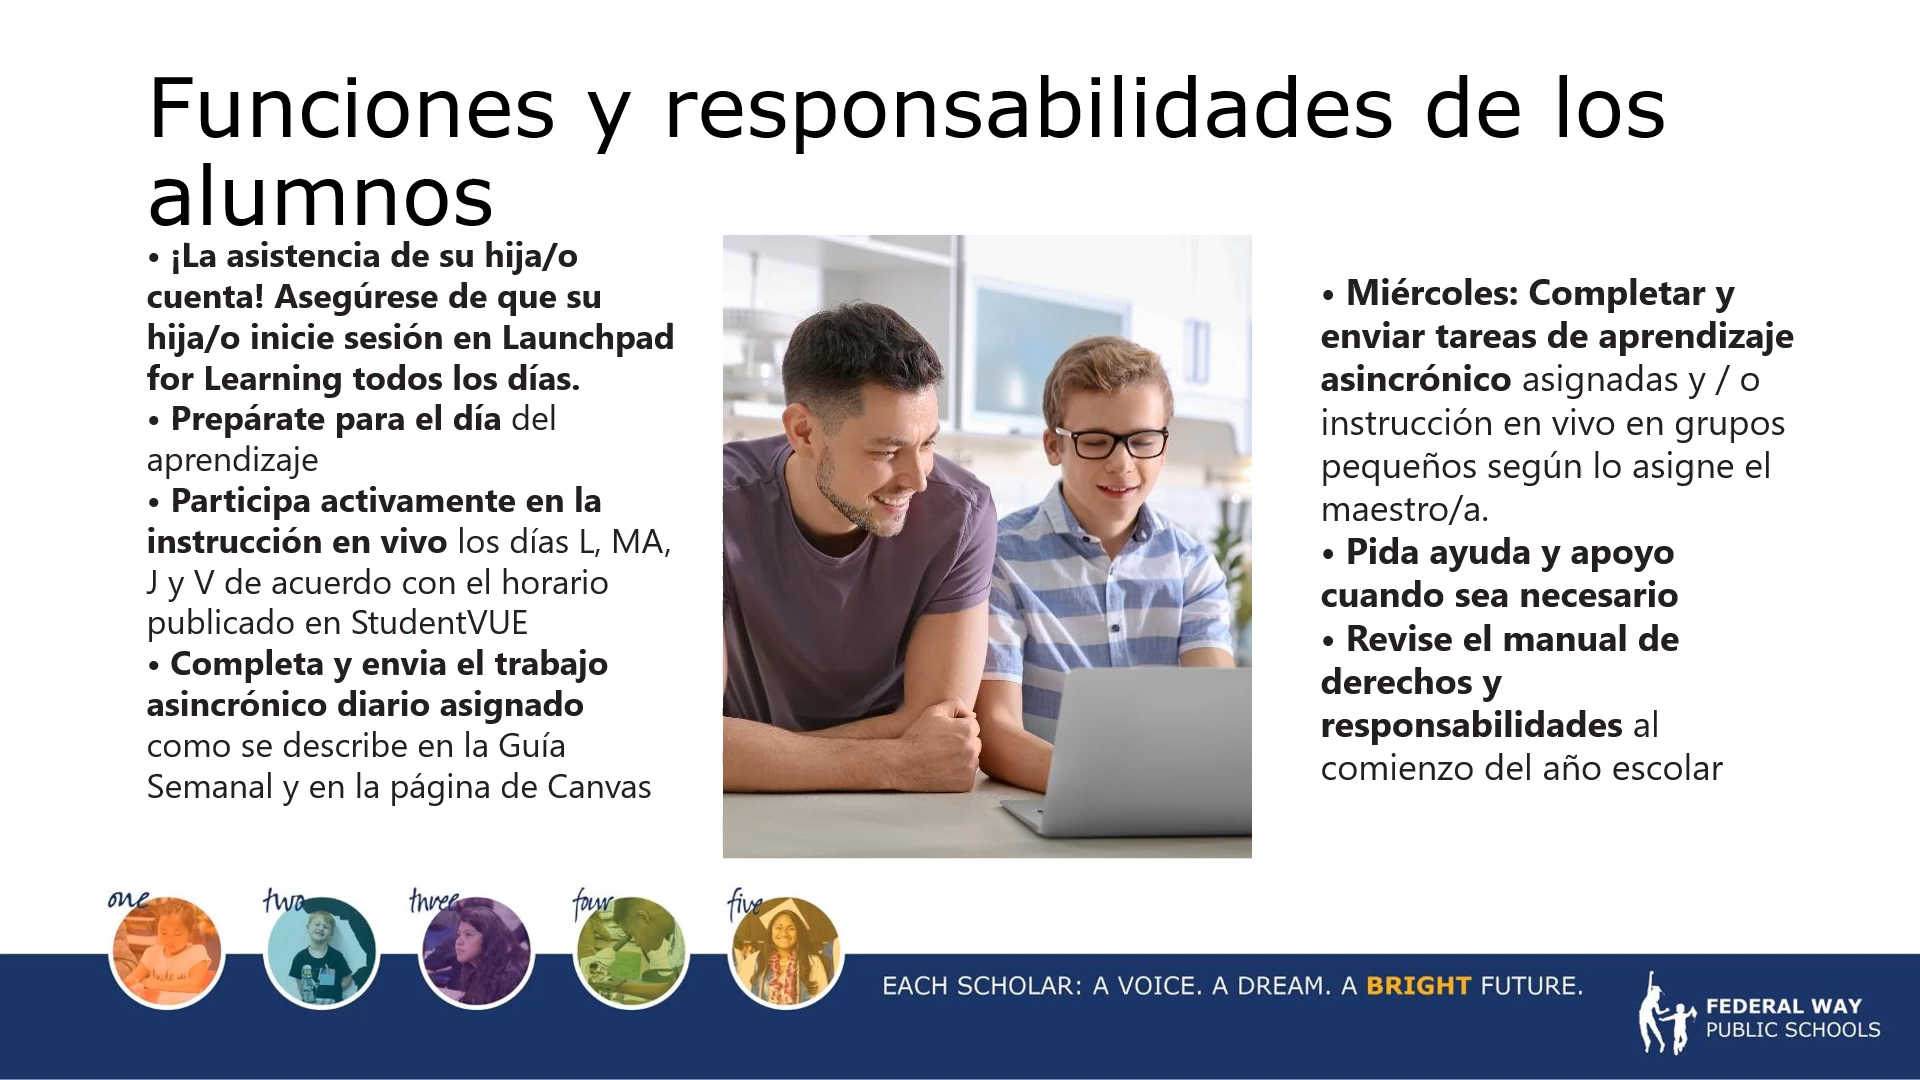 Funciones y responsabilidades de los
alumnos
• ¡La asistencia de su hija/o
cuenta! Asegúrese de que su
hija/o inicie sesión en Launchpad
for Learning todos los días.
• Prepárate para el día del
aprendizaje
• Participa activamente en la
instrucción en vivo los días L, MA,
J y V de acuerdo con el horario
publicado en StudentVUE
• Completa y envia el trabajo
asincrónico diario asignado
como se describe en la Guía
Semanal y en la página de Canvas
• Miércoles: Completar y
enviar tareas de aprendizaje
asincrónico asignadas y / o
instrucción en vivo en grupos
pequeños según lo asigne el
maestro/a.
• Pida ayuda y apoyo
cuando sea necesario
• Revise el manual de
derechos y
responsabilidades al
comienzo del año escolar
one two three four five
EACH SCHOLAR: A VOICE. A DREAM. A BRIGHT FUTURE.
FEDERAL WAY
PUBLIC SCHOOLS